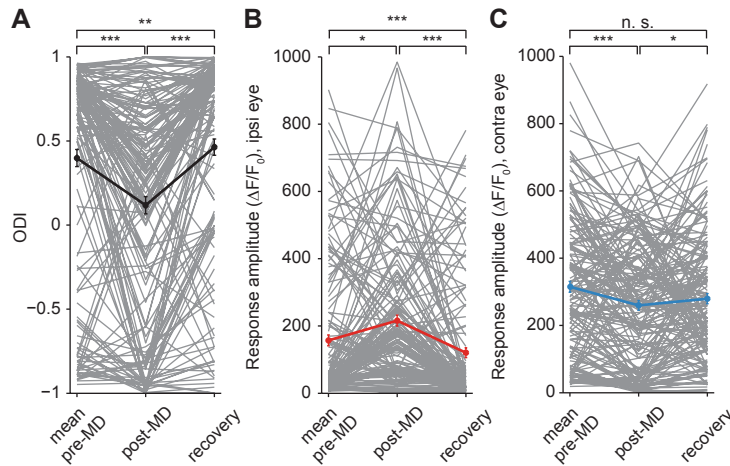 A
**
***
***
1
0.5
0
−0.5
−1
ODI
mean
pre-MD
post-MD
recovery
B
***
*
***
1000
800
600
400
200
0
Response amplitude (ΔF/F0), ipsi eye
mean
pre-MD
post-MD
recovery
C
n. s.
***
*
1000
800
600
400
200
0
Response amplitude (ΔF/F0), contra eye
mean
pre-MD
post-MD
recovery